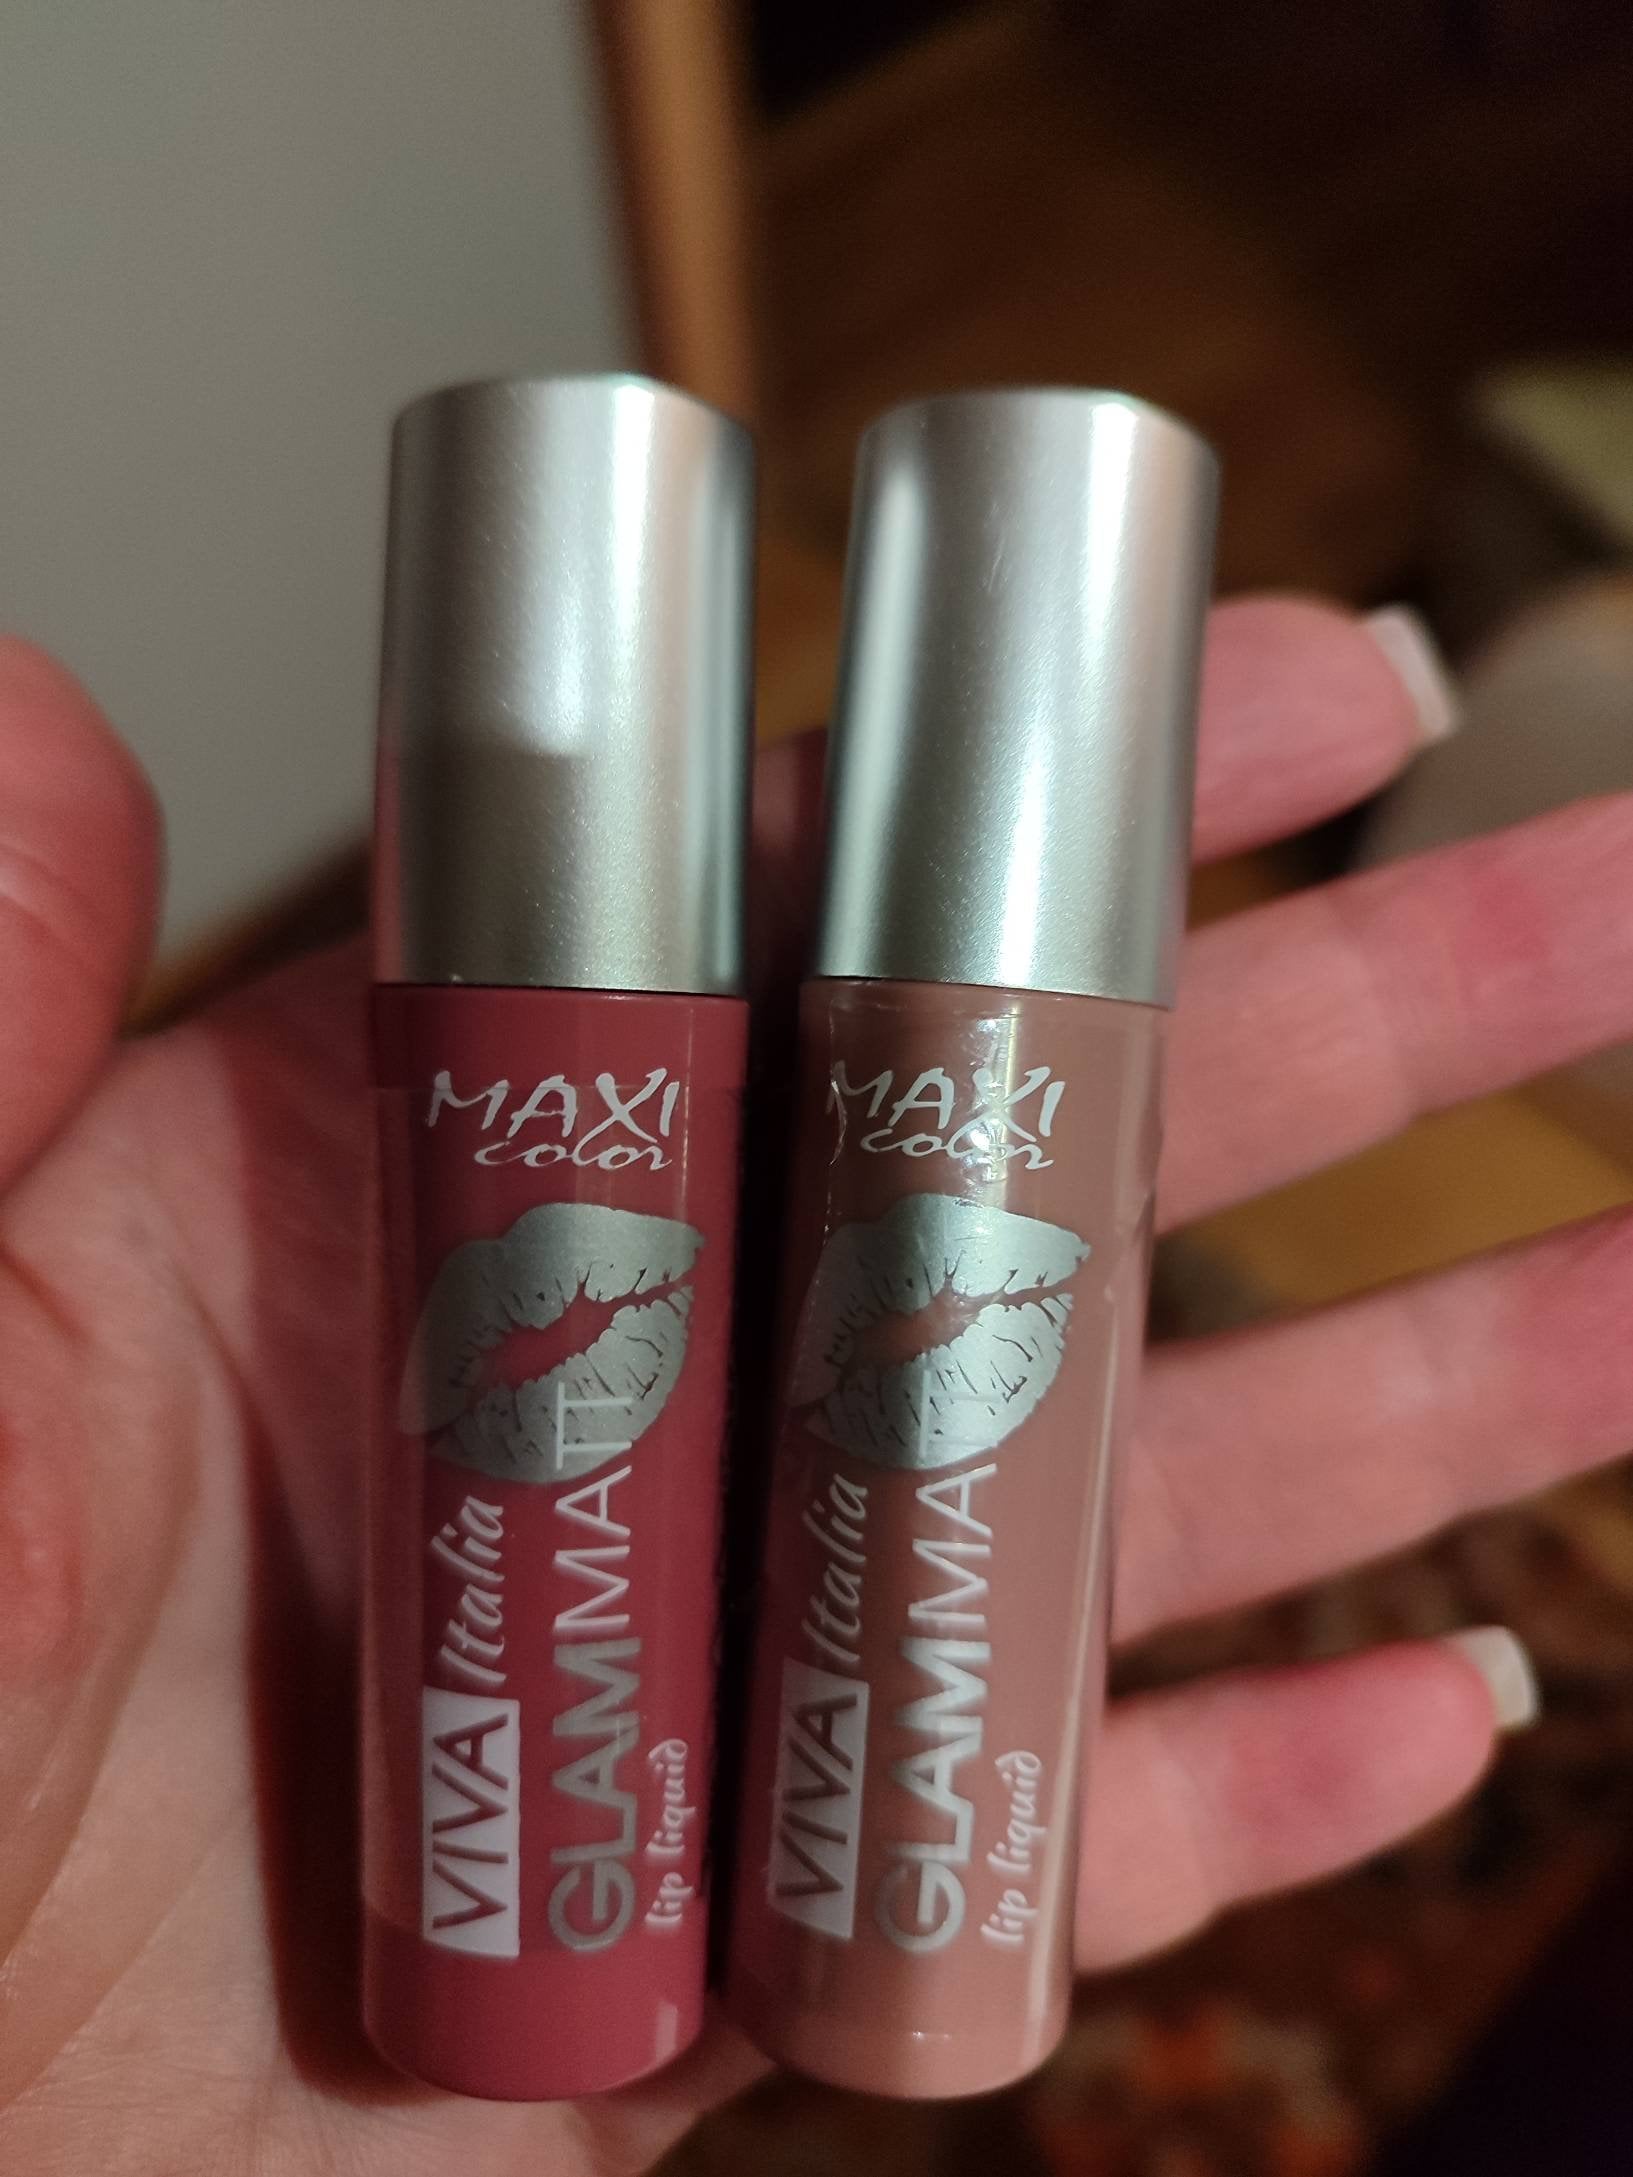 MAXI
color
VIVA Italia
GLAMMATT
lip liquid
MAXI
color
VIVA Italia
GLAMMATT
lip liquid